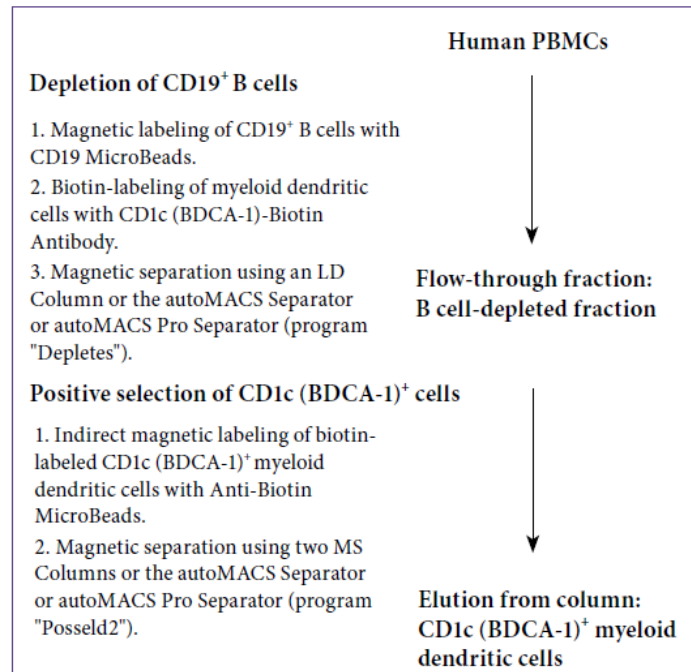 Human PBMCs
Depletion of CD19⁺ B cells
1. Magnetic labeling of CD19⁺ B cells with
CD19 MicroBeads.
2. Biotin-labeling of myeloid dendritic
cells with CD1c (BDCA-1)-Biotin
Antibody.
3. Magnetic separation using an LD
Column or the autoMACS Separator
or autoMACS Pro Separator (program
"Depletes").
Flow-through fraction:
B cell-depleted fraction
Positive selection of CD1c (BDCA-1)⁺ cells
1. Indirect magnetic labeling of biotin-
labeled CD1c (BDCA-1)⁺ myeloid
dendritic cells with Anti-Biotin
MicroBeads.
2. Magnetic separation using two MS
Columns or the autoMACS Separator
or autoMACS Pro Separator (program
"Posseld2").
Elution from column:
CD1c (BDCA-1)⁺ myeloid
dendritic cells